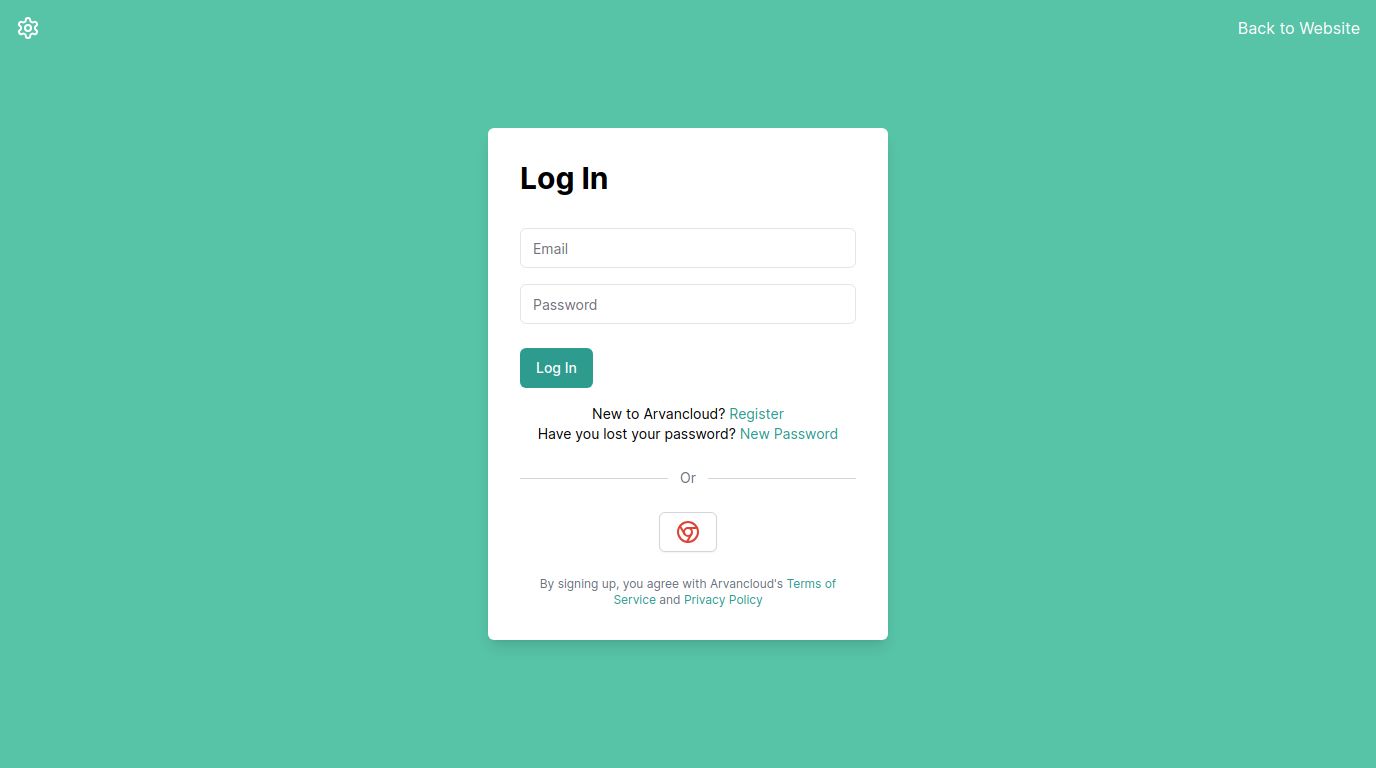 Back to Website
Log In
Email
Password
Log In
New to Arvancloud? Register
Have you lost your password? New Password
Or
By signing up, you agree with Arvancloud's Terms of
Service and Privacy Policy